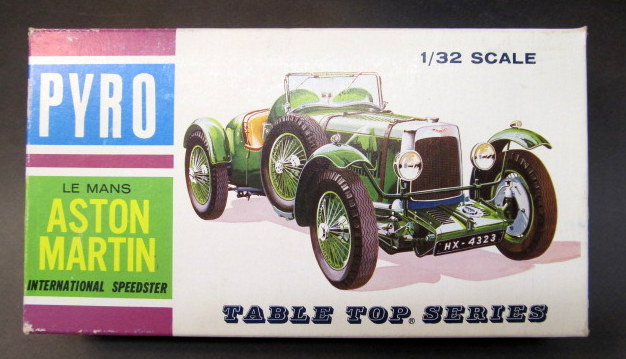 PYRO
LE MANS
ASTON
MARTIN
INTERNATIONAL SPEEDSTER
1/32 SCALE
HX-4323
TABLE TOP® SERIES